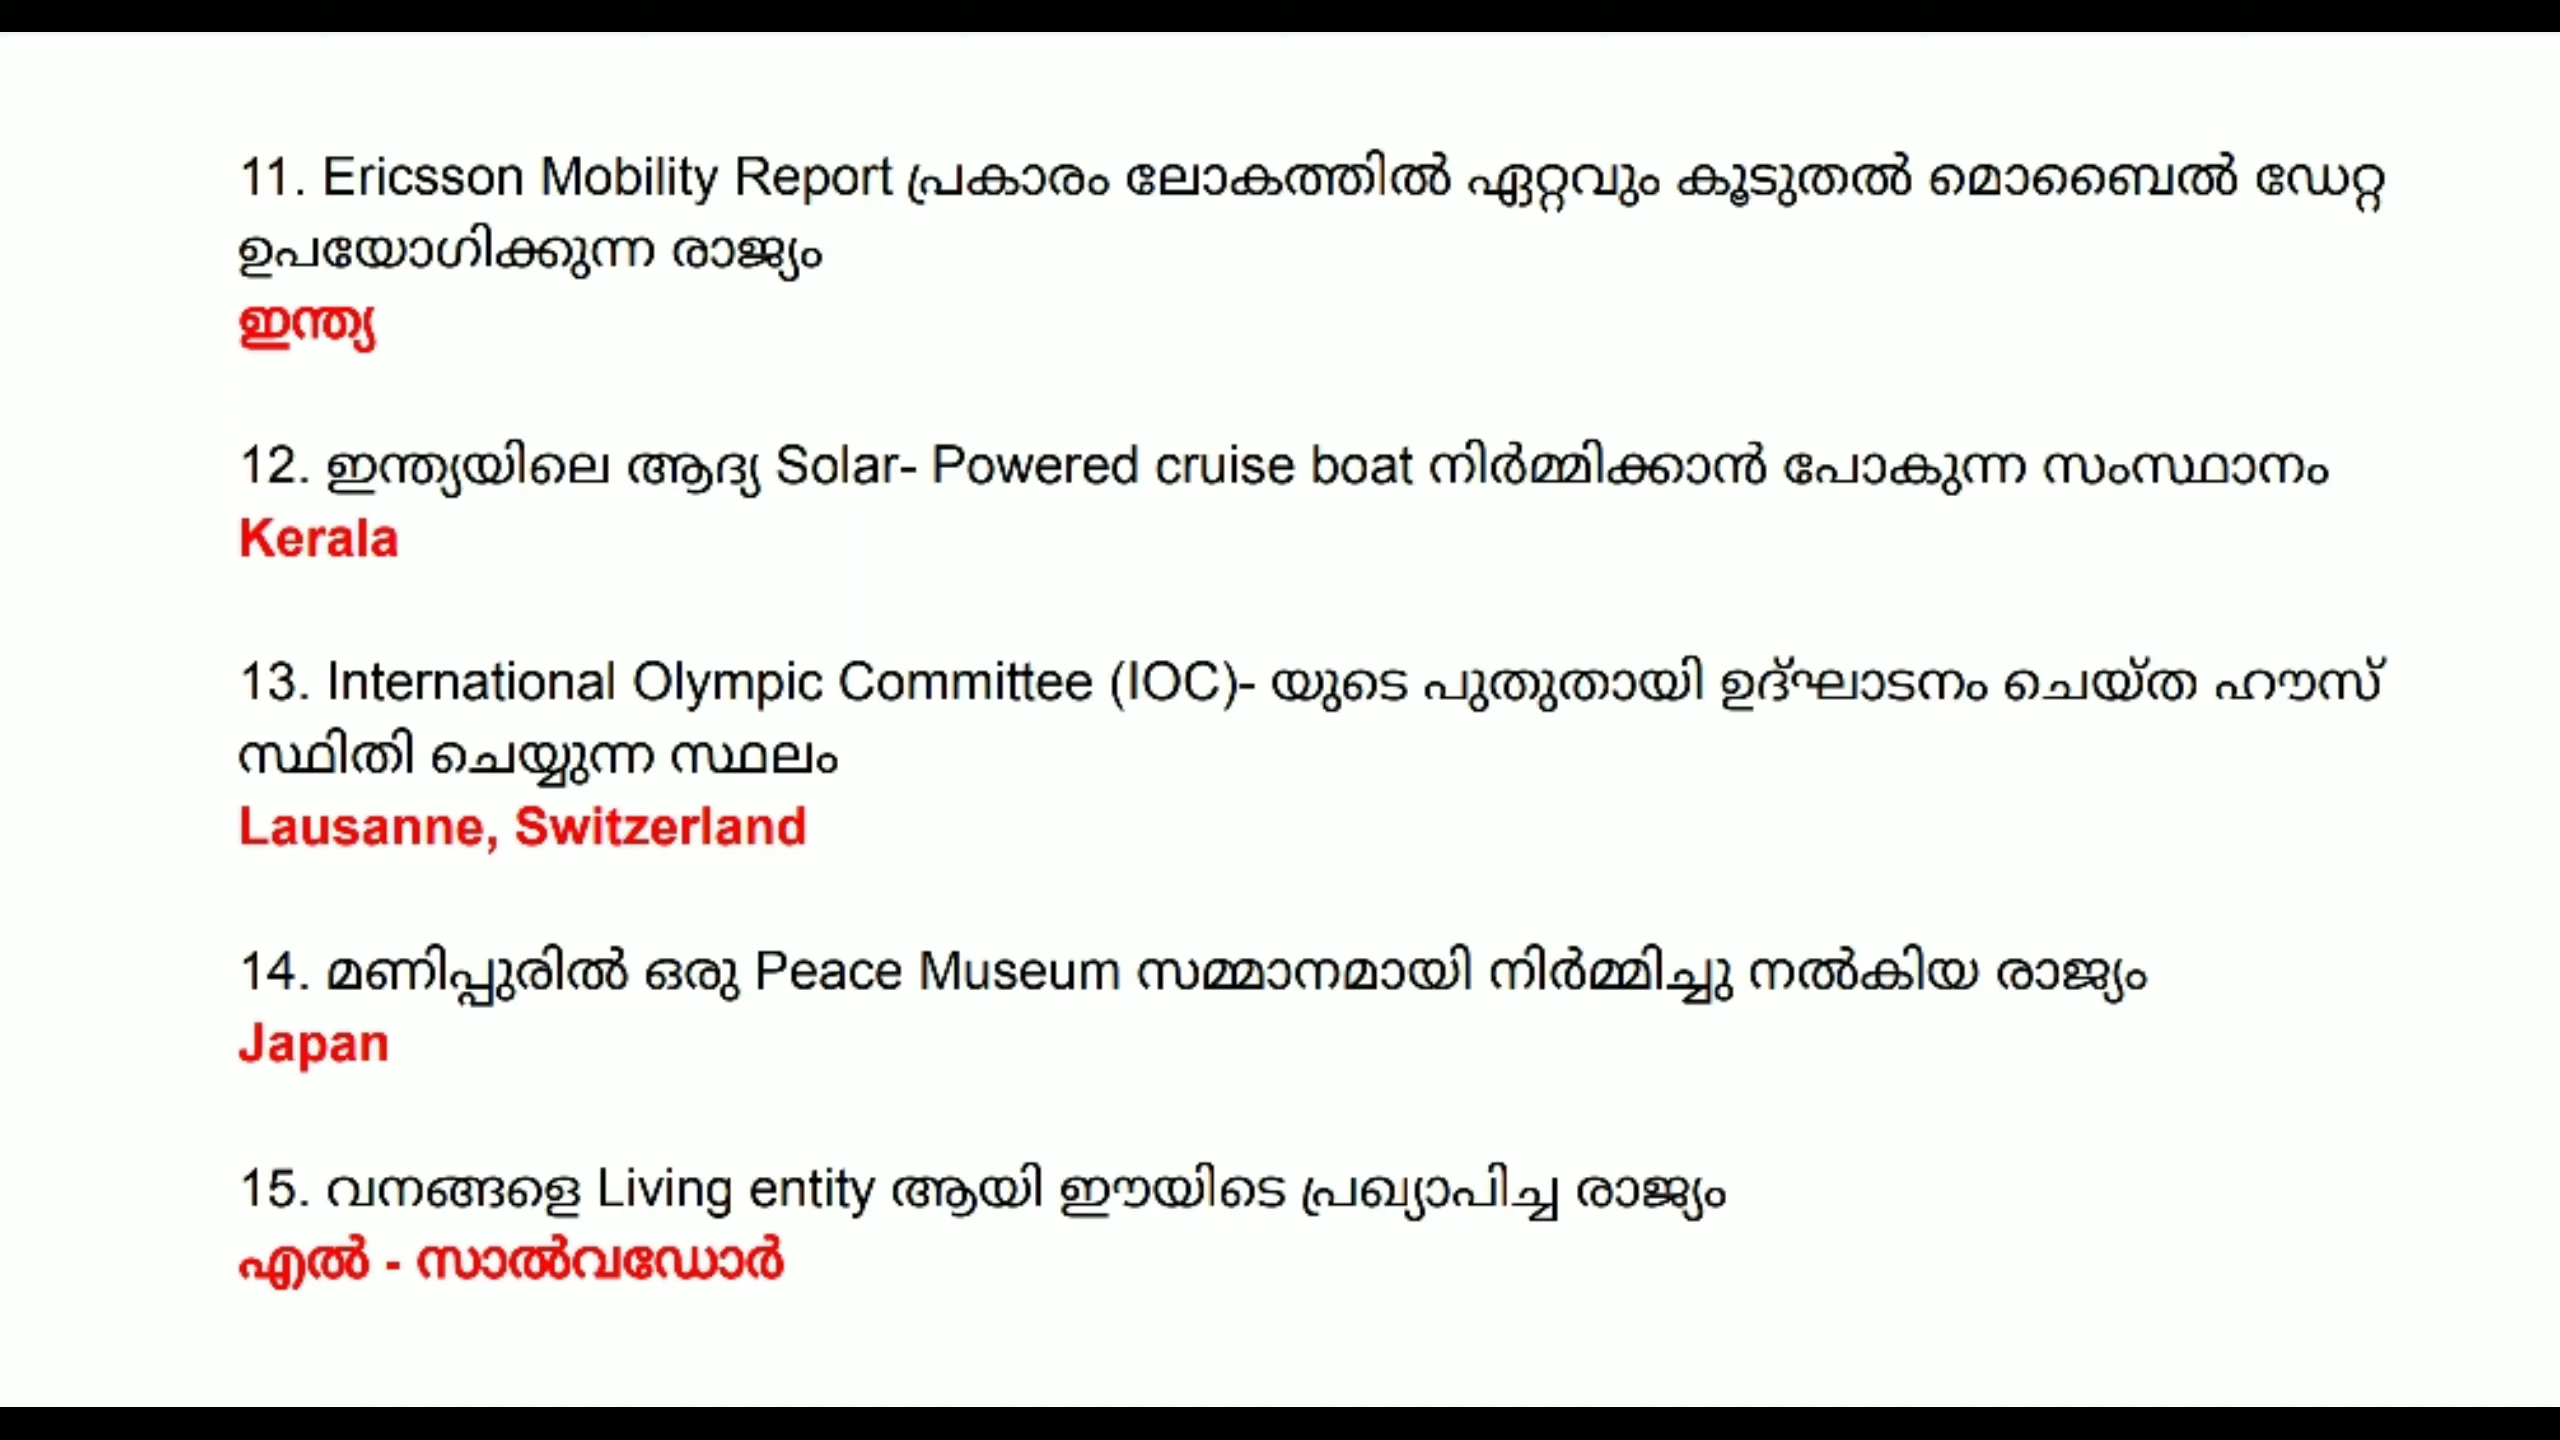 11. Ericsson Mobility Report പ്രകാരം ലോകത്തിൽ ഏറ്റവും കൂടുതൽ മൊബൈൽ ഡേറ്റ
ഉപയോഗിക്കുന്ന രാജ്യം
ഇന്ത്യ
12. ഇന്ത്യയിലെ ആദ്യ Solar- Powered cruise boat നിർമ്മിക്കാൻ പോകുന്ന സംസ്ഥാനം
Kerala
13. International Olympic Committee (IOC)- യുടെ പുതുതായി ഉദ്ഘാടനം ചെയ്ത ഹൗസ്
സ്ഥിതി ചെയ്യുന്ന സ്ഥലം
Lausanne, Switzerland
14. മണിപ്പുരിൽ ഒരു Peace Museum സമ്മാനമായി നിർമ്മിച്ചു നൽകിയ രാജ്യം
Japan
15. വനങ്ങളെ Living entity ആയി ഈയിടെ പ്രഖ്യാപിച്ച രാജ്യം
എൽ - സാൽവഡോർ